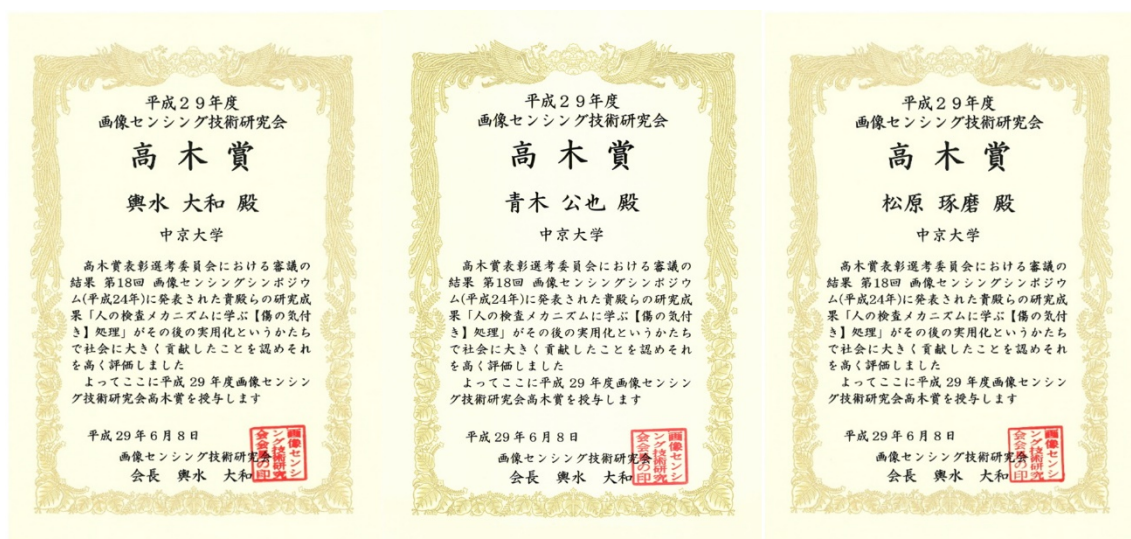 平成29年度
画像センシング技術研究会
高木賞
輿水 大和 殿
中京大学
高木賞表彰選考委員会における審議の
結果 第18回 画像センシングシンポジウ
ム(平成24年)に発表された貴殿らの研究成
果「人の検査メカニズムに学ぶ【傷の気付
き】処理」がその後の実用化というかたち
で社会に大きく貢献したことを認めそれ
を高く評価しました
よってここに平成 29 年度画像センシン
グ技術研究会高木賞を授与します
平成 29 年 6 月 8 日
画像センシング技術研究会
会長 輿水 大和
画像センシ
ング技術研究
会会長の印
平成29年度
画像センシング技術研究会
高木賞
青木 公也 殿
中京大学
高木賞表彰選考委員会における審議の
結果 第18回 画像センシングシンポジウ
ム(平成24年)に発表された貴殿らの研究成
果「人の検査メカニズムに学ぶ【傷の気付
き】処理」がその後の実用化というかたち
で社会に大きく貢献したことを認めそれ
を高く評価しました
よってここに平成 29 年度画像センシン
グ技術研究会高木賞を授与します
平成 29 年 6 月 8 日
画像センシング技術研究会
会長 輿水 大和
画像センシ
ング技術研究
会会長の印
平成29年度
画像センシング技術研究会
高木賞
松原 琢磨 殿
中京大学
高木賞表彰選考委員会における審議の
結果 第18回 画像センシングシンポジウ
ム(平成24年)に発表された貴殿らの研究成
果「人の検査メカニズムに学ぶ【傷の気付
き】処理」がその後の実用化というかたち
で社会に大きく貢献したことを認めそれ
を高く評価しました
よってここに平成 29 年度画像センシン
グ技術研究会高木賞を授与します
平成 29 年 6 月 8 日
画像センシング技術研究会
会長 輿水 大和
画像センシ
ング技術研究
会会長の印